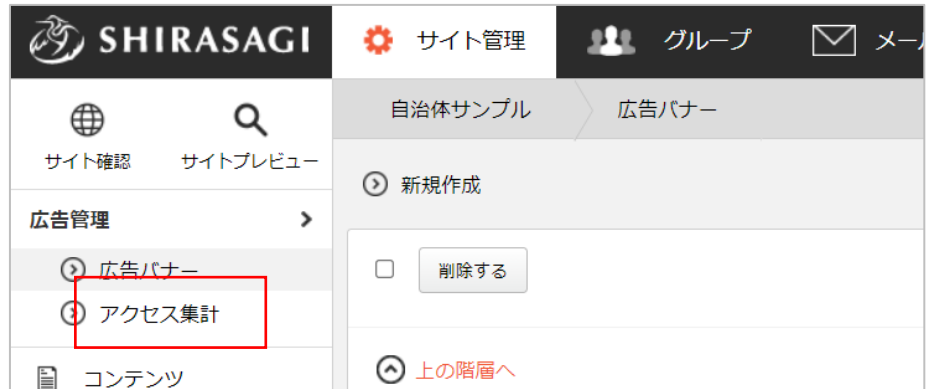 SHIRASAGI
サイト管理
グループ
メー
サイト確認
サイトプレビュー
自治体サンプル
広告バナー
広告管理
広告バナー
アクセス集計
コンテンツ
新規作成
削除する
上の階層へ